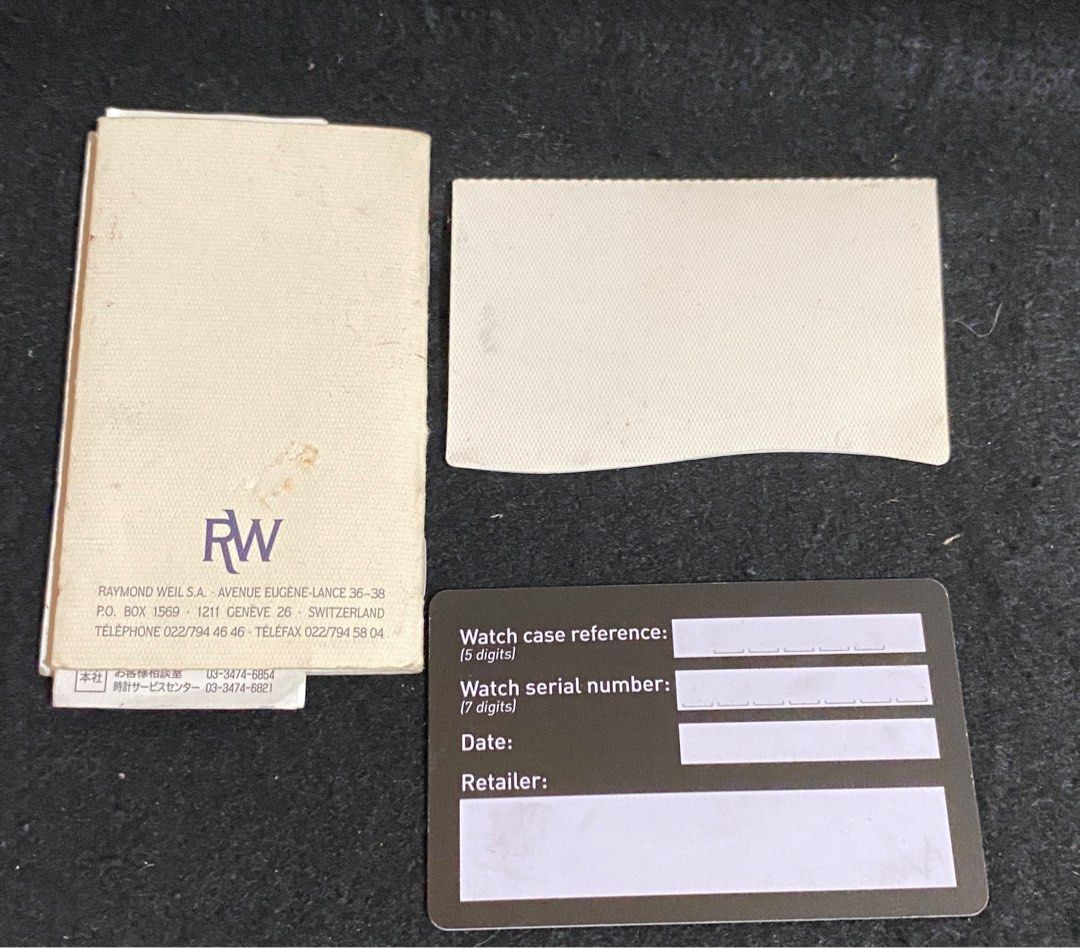 RW
RAYMOND WEIL S.A. · AVENUE EUGÈNE-LANCE 36–38
P.O. BOX 1569 · 1211 GENÈVE 26 · SWITZERLAND
TÉLÉPHONE 022/794 46 46 · TÉLÉFAX 022/794 58 04
本社
お客様相談室 03-3474-6854
時計サービスセンター 03-3474-6821
Watch case reference:
(5 digits)
Watch serial number:
(7 digits)
Date:
Retailer: